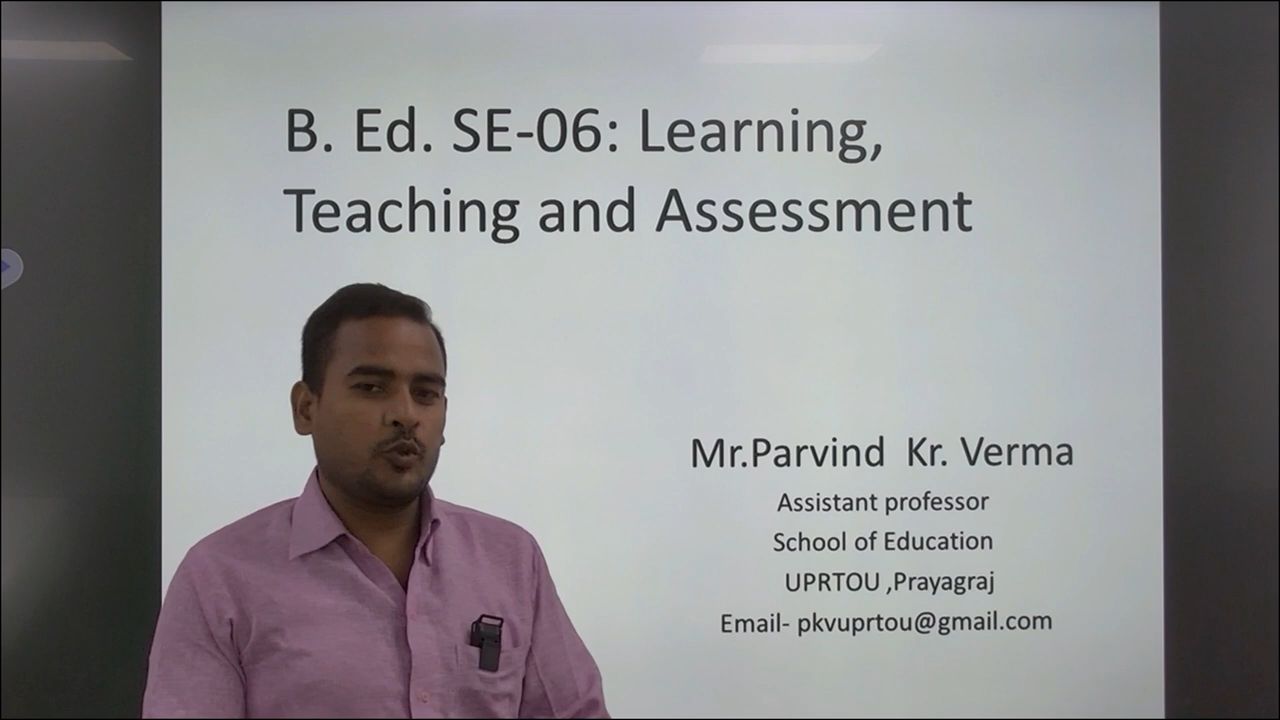 B. Ed. SE-06: Learning,
Teaching and Assessment
Mr.Parvind Kr. Verma
Assistant professor
School of Education
UPRTOU ,Prayagraj
Email- pkvuprtou@gmail.com